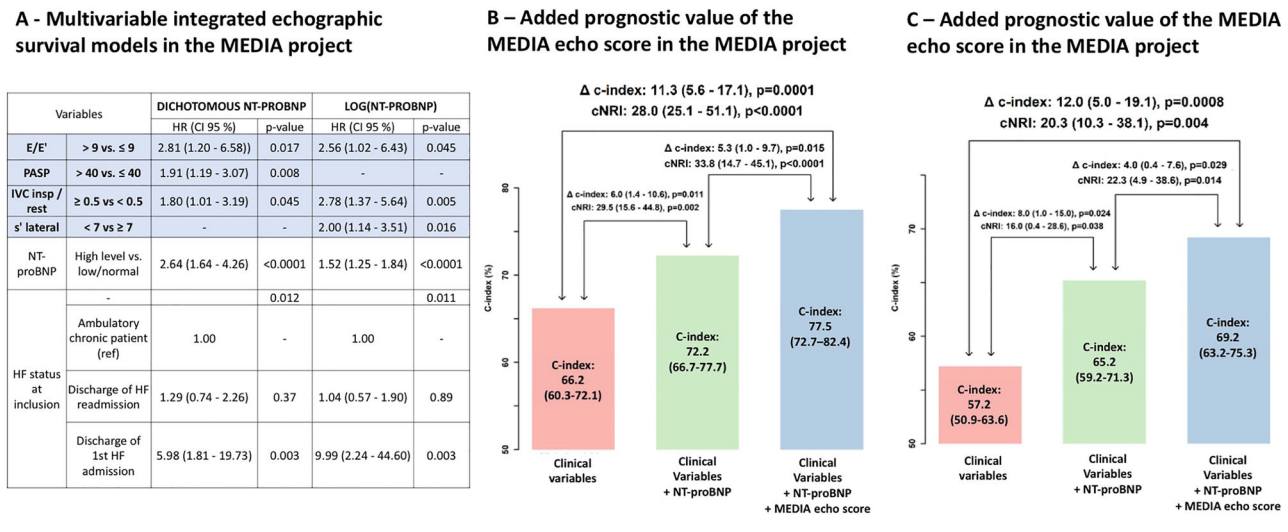 A - Multivariable integrated echographic
survival models in the MEDIA project
Variables
DICHOTOMOUS NT-PROBNP
LOG(NT-PROBNP)
HR (CI 95 %) p-value HR (CI 95 %) p-value
E/E' > 9 vs. ≤ 9 2.81 (1.20 - 6.58)) 0.017 2.56 (1.02 - 6.43) 0.045
PASP > 40 vs. ≤ 40 1.91 (1.19 - 3.07) 0.008 - -
IVC insp /
rest
≥ 0.5 vs < 0.5 1.80 (1.01 - 3.19) 0.045 2.78 (1.37 - 5.64) 0.005
s' lateral < 7 vs ≥ 7 - - 2.00 (1.14 - 3.51) 0.016
NT-
proBNP
High level vs.
low/normal
2.64 (1.64 - 4.26) <0.0001 1.52 (1.25 - 1.84) <0.0001
HF status
at
inclusion
- 0.012 0.011
Ambulatory
chronic patient
(ref)
1.00 - 1.00 -
Discharge of HF
readmission
1.29 (0.74 - 2.26) 0.37 1.04 (0.57 - 1.90) 0.89
Discharge of
1st HF
admission
5.98 (1.81 - 19.73) 0.003 9.99 (2.24 - 44.60) 0.003
B – Added prognostic value of the
MEDIA echo score in the MEDIA project
Δ c-index: 11.3 (5.6 - 17.1), p=0.0001
cNRI: 28.0 (25.1 - 51.1), p<0.0001
Δ c-index: 5.3 (1.0 - 9.7), p=0.015
cNRI: 33.8 (14.7 - 45.1), p<0.0001
Δ c-index: 6.0 (1.4 - 10.6), p=0.011
cNRI: 29.5 (15.6 - 44.8), p=0.002
C-index (%)
80
70
60
50
C-index:
66.2
(60.3-72.1)
C-index:
72.2
(66.7-77.7)
C-index:
77.5
(72.7–82.4)
Clinical
variables
Clinical
Variables
+ NT-proBNP
Clinical
Variables
+ NT-proBNP
+ MEDIA echo score
C – Added prognostic value of the MEDIA
echo score in the MEDIA project
Δ c-index: 12.0 (5.0 - 19.1), p=0.0008
cNRI: 20.3 (10.3 - 38.1), p=0.004
Δ c-index: 4.0 (0.4 - 7.6), p=0.029
cNRI: 22.3 (4.9 - 38.6), p=0.014
Δ c-index: 8.0 (1.0 - 15.0), p=0.024
cNRI: 16.0 (0.4 - 28.6), p=0.038
C-index (%)
70
60
50
C-index:
57.2
(50.9-63.6)
C-index:
65.2
(59.2-71.3)
C-index:
69.2
(63.2-75.3)
Clinical
variables
Clinical
Variables
+ NT-proBNP
Clinical
Variables
+ NT-proBNP
+ MEDIA echo score